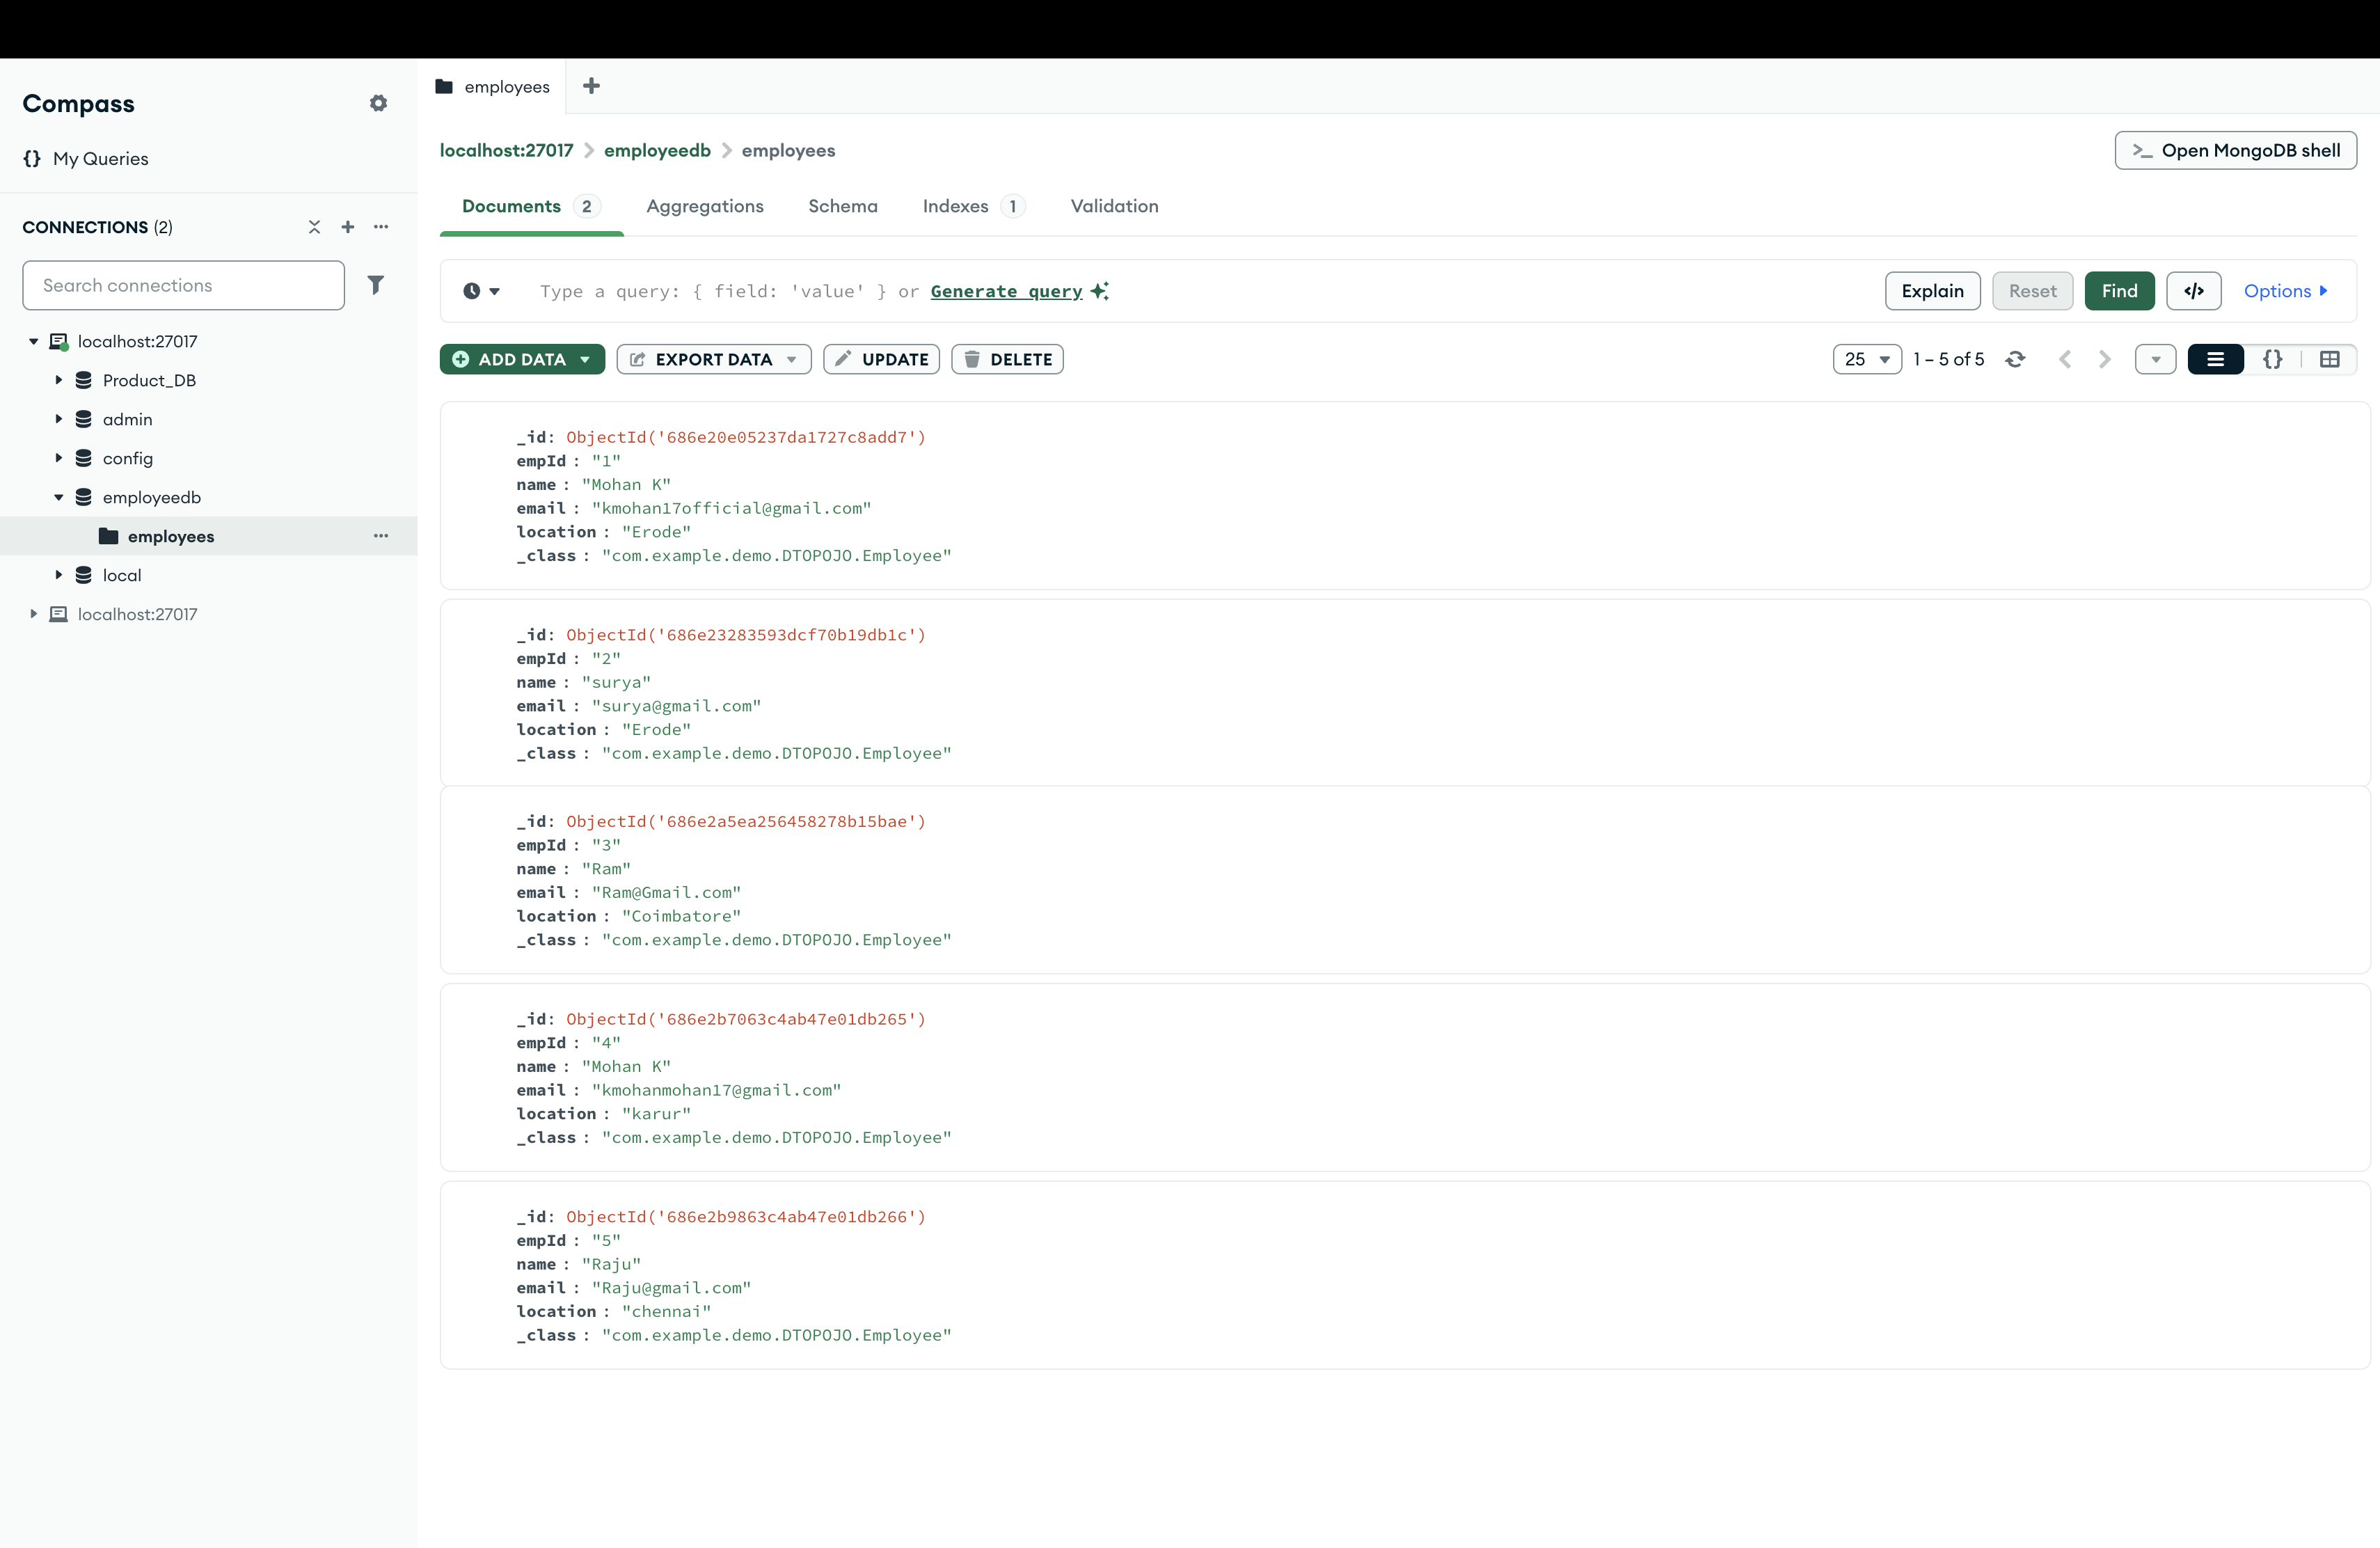 Compass
My Queries
CONNECTIONS (2)
Search connections
localhost:27017
Product_DB
admin
config
employeedb
employees
local
localhost:27017
employees
localhost:27017 > employeedb > employees
>_ Open MongoDB shell
Documents 2 Aggregations Schema Indexes 1 Validation
Type a query: { field: 'value' } or Generate query
Explain Reset Find </> Options
ADD DATA EXPORT DATA UPDATE DELETE
25 1 – 5 of 5
_id: ObjectId('686e20e05237da1727c8add7')
empId : "1"
name : "Mohan K"
email : "kmohan17official@gmail.com"
location : "Erode"
_class : "com.example.demo.DTOPOJO.Employee"
_id: ObjectId('686e23283593dcf70b19db1c')
empId : "2"
name : "surya"
email : "surya@gmail.com"
location : "Erode"
_class : "com.example.demo.DTOPOJO.Employee"
_id: ObjectId('686e2a5ea256458278b15bae')
empId : "3"
name : "Ram"
email : "Ram@Gmail.com"
location : "Coimbatore"
_class : "com.example.demo.DTOPOJO.Employee"
_id: ObjectId('686e2b7063c4ab47e01db265')
empId : "4"
name : "Mohan K"
email : "kmohanmohan17@gmail.com"
location : "karur"
_class : "com.example.demo.DTOPOJO.Employee"
_id: ObjectId('686e2b9863c4ab47e01db266')
empId : "5"
name : "Raju"
email : "Raju@gmail.com"
location : "chennai"
_class : "com.example.demo.DTOPOJO.Employee"